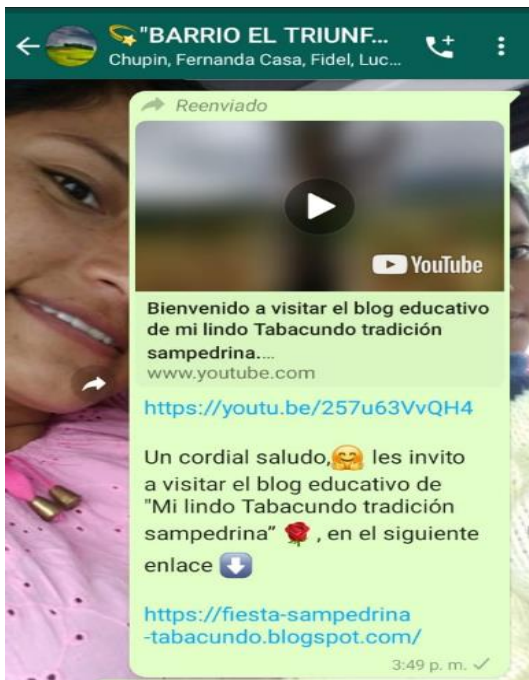 "BARRIO EL TRIUNF...
Chupin, Fernanda Casa, Fidel, Luc...
Reenviado
YouTube
Bienvenido a visitar el blog educativo
de mi lindo Tabacundo tradición
sampedrina....
www.youtube.com
https://youtu.be/257u63VvQH4
Un cordial saludo,🤗 les invito
a visitar el blog educativo de
"Mi lindo Tabacundo tradición
sampedrina” 🌹 , en el siguiente
enlace ⬇️
https://fiesta-sampedrina
-tabacundo.blogspot.com/
3:49 p. m.